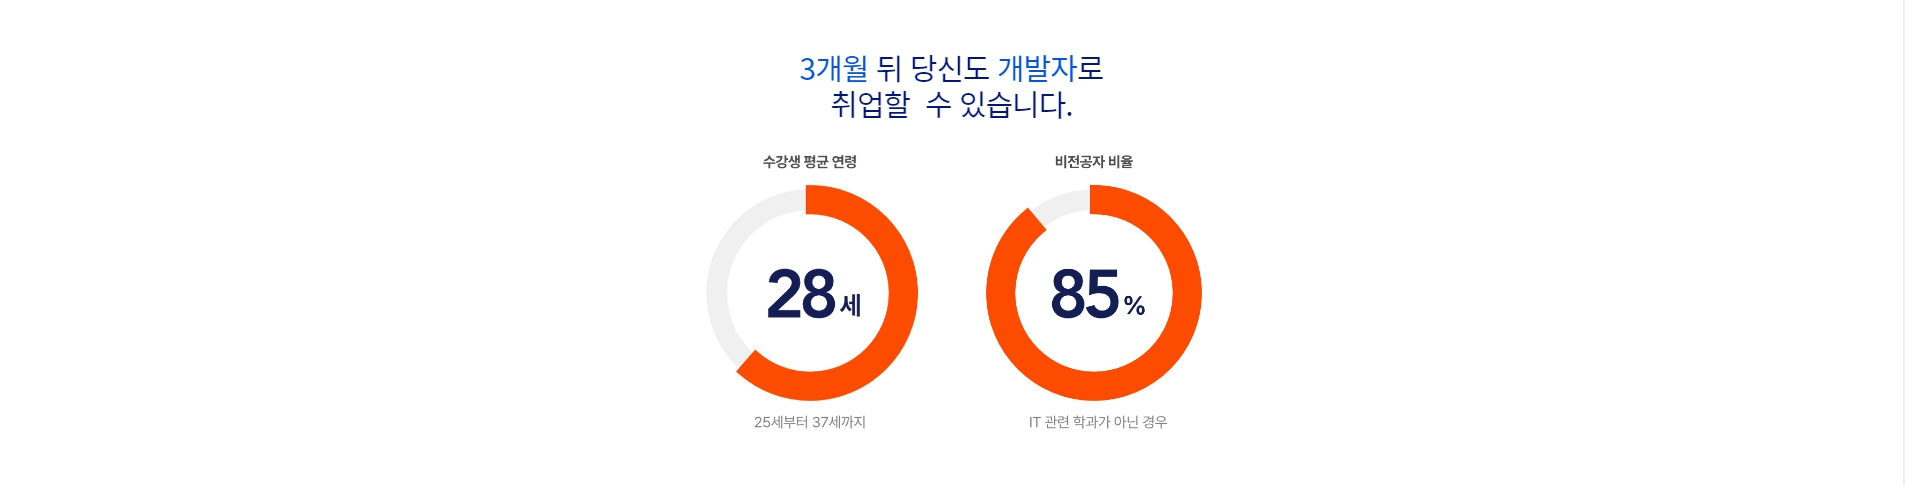 3개월 뒤 당신도 개발자로
취업할 수 있습니다.
수강생 평균 연령
비전공자 비율
28세
85%
25세부터 37세까지
IT 관련 학과가 아닌 경우